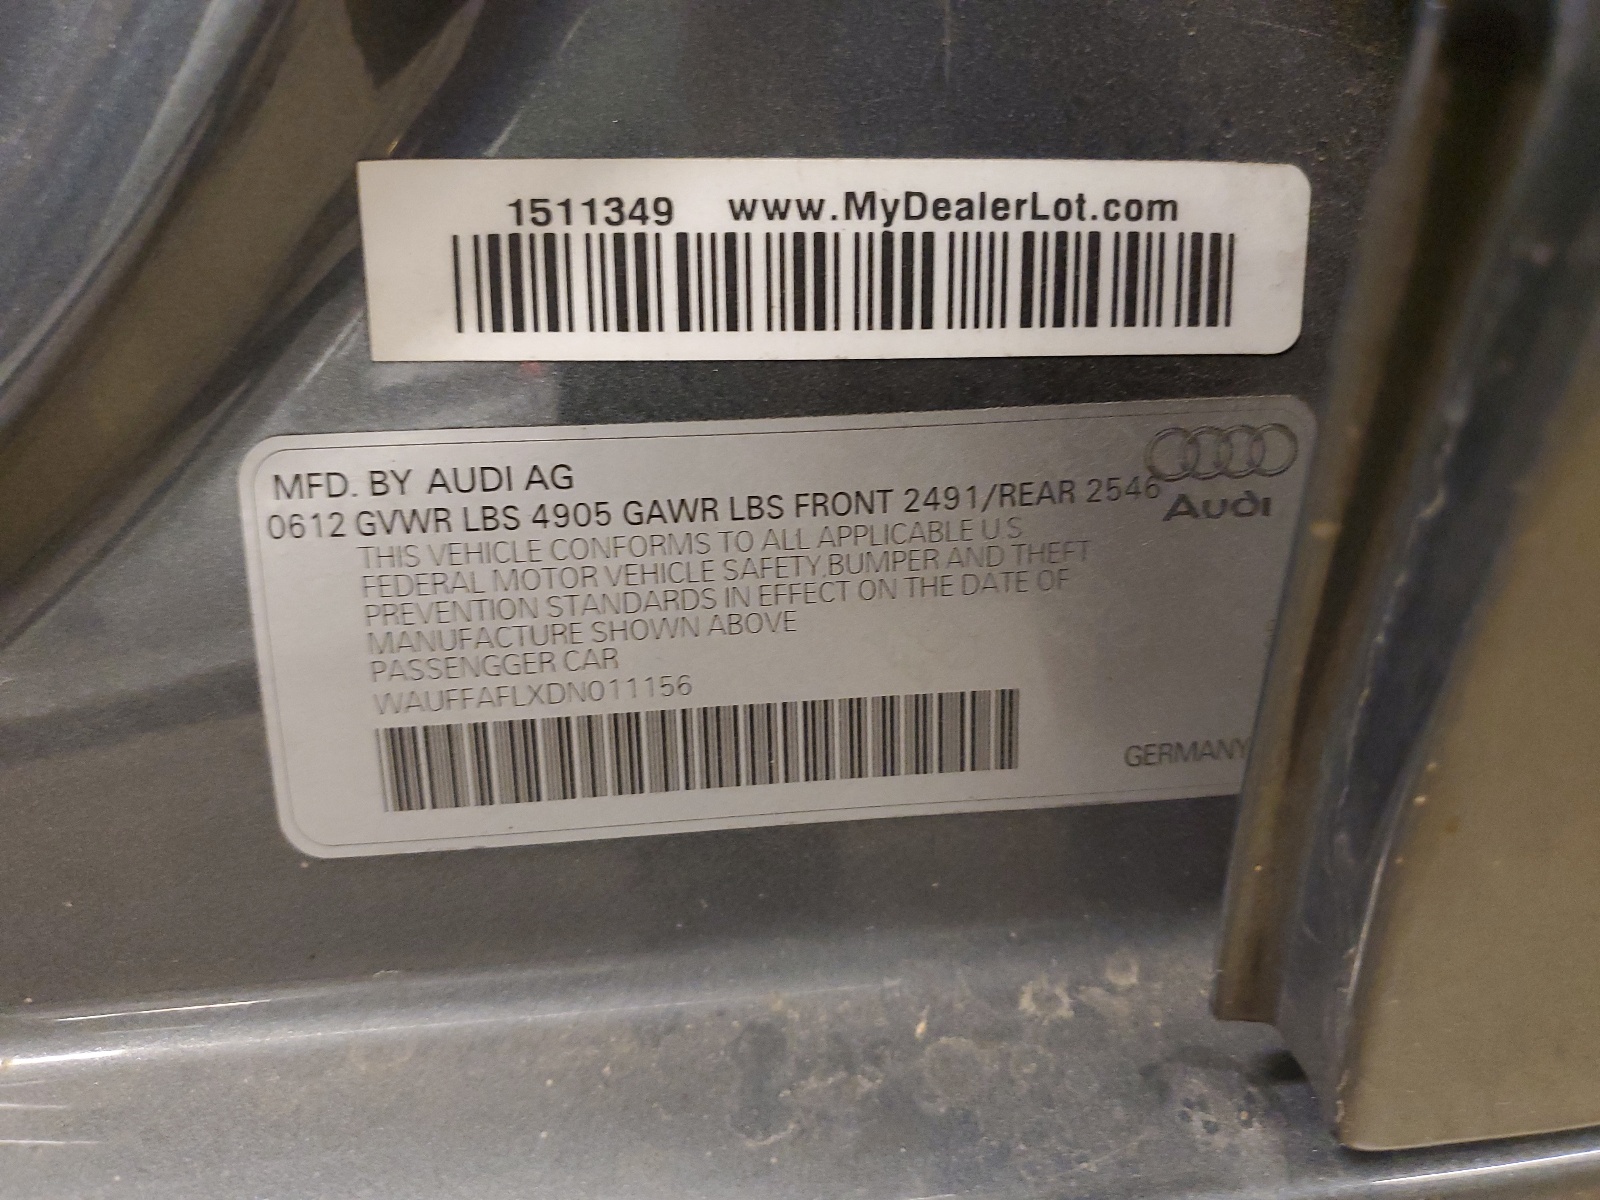 1511349 www.MyDealerLot.com
MFD. BY AUDI AG
0612 GVWR LBS 4905 GAWR LBS FRONT 2491/REAR 2546
Audi
THIS VEHICLE CONFORMS TO ALL APPLICABLE U.S
FEDERAL MOTOR VEHICLE SAFETY,BUMPER AND THEFT
PREVENTION STANDARDS IN EFFECT ON THE DATE OF
MANUFACTURE SHOWN ABOVE
PASSENGGER CAR
WAUFFAFLXDN011156
GERMANY